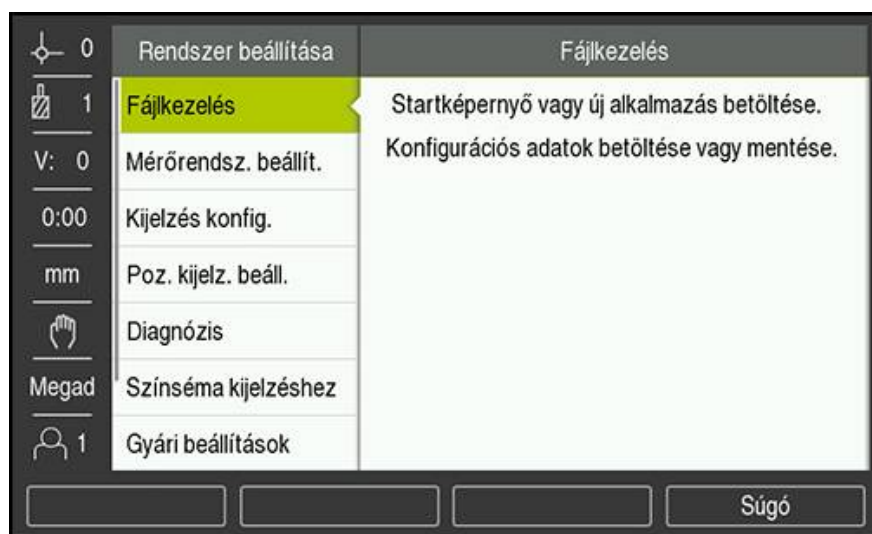 0
Rendszer beállítása
Fájlkezelés
1
Fájlkezelés
Startképernyő vagy új alkalmazás betöltése.
Konfigurációs adatok betöltése vagy mentése.
V: 0
Mérőrendsz. beállít.
0:00
Kijelzés konfig.
mm
Poz. kijelz. beáll.
Diagnózis
Megad
Színséma kijelzéshez
1
Gyári beállítások
Súgó